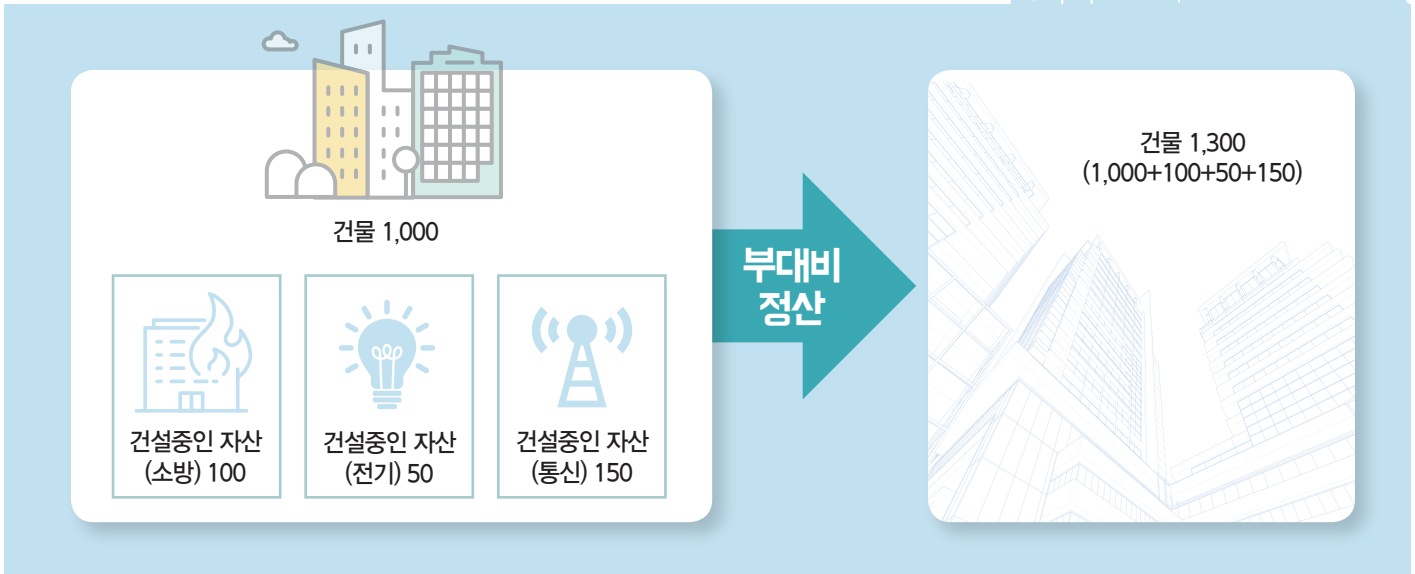 건물 1,000
건설중인 자산
(소방) 100
건설중인 자산
(전기) 50
건설중인 자산
(통신) 150
부대비
정산
건물 1,300
(1,000+100+50+150)